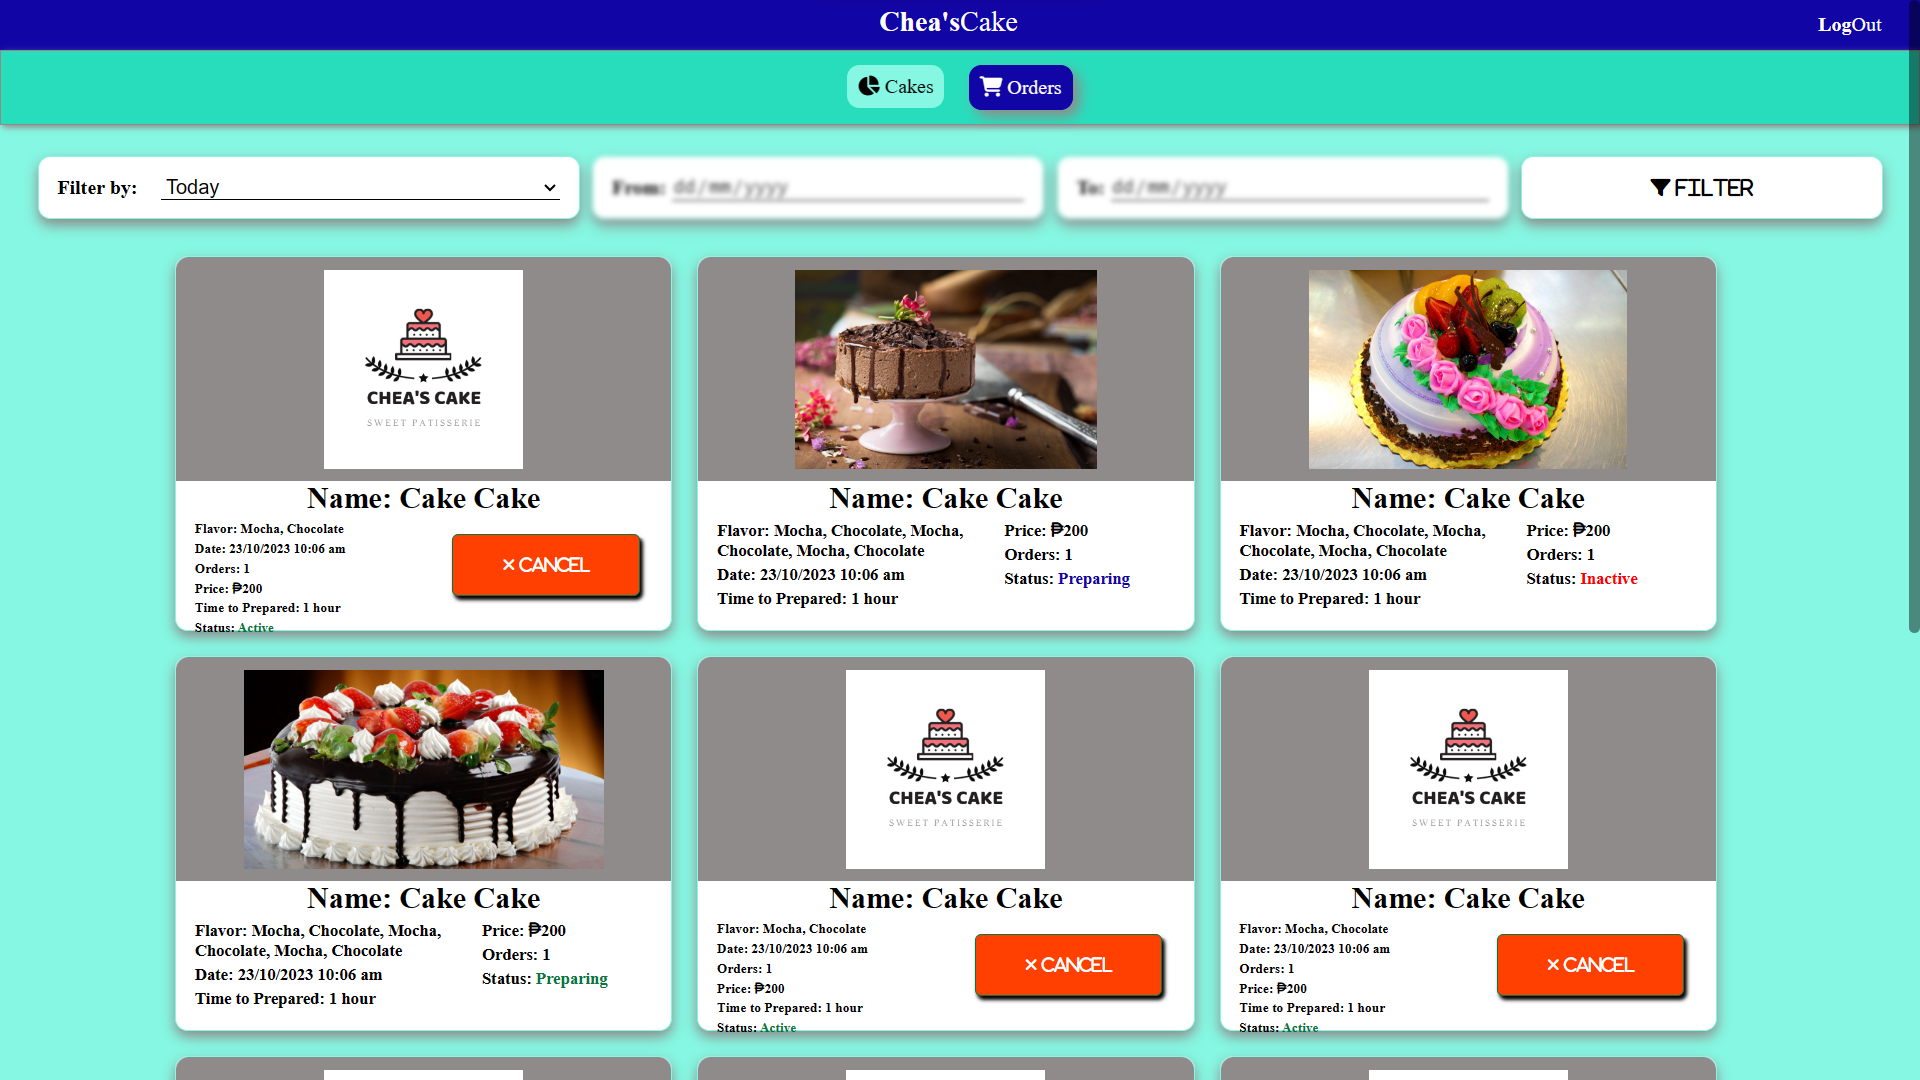 Chea'sCake
LogOut
Cakes
Orders
Filter by:
Today
From: dd/mm/yyyy
To: dd/mm/yyyy
FILTER
CHEA'S CAKE
SWEET PATISSERIE
Name: Cake Cake
Flavor: Mocha, Chocolate
Date: 23/10/2023 10:06 am
Orders: 1
Price: ₱200
Time to Prepared: 1 hour
Status: Active
× CANCEL
Name: Cake Cake
Flavor: Mocha, Chocolate, Mocha,
Chocolate, Mocha, Chocolate
Date: 23/10/2023 10:06 am
Time to Prepared: 1 hour
Price: ₱200
Orders: 1
Status: Preparing
Name: Cake Cake
Flavor: Mocha, Chocolate, Mocha,
Chocolate, Mocha, Chocolate
Date: 23/10/2023 10:06 am
Time to Prepared: 1 hour
Price: ₱200
Orders: 1
Status: Inactive
Name: Cake Cake
Flavor: Mocha, Chocolate, Mocha,
Chocolate, Mocha, Chocolate
Date: 23/10/2023 10:06 am
Time to Prepared: 1 hour
Price: ₱200
Orders: 1
Status: Preparing
CHEA'S CAKE
SWEET PATISSERIE
Name: Cake Cake
Flavor: Mocha, Chocolate
Date: 23/10/2023 10:06 am
Orders: 1
Price: ₱200
Time to Prepared: 1 hour
Status: Active
× CANCEL
CHEA'S CAKE
SWEET PATISSERIE
Name: Cake Cake
Flavor: Mocha, Chocolate
Date: 23/10/2023 10:06 am
Orders: 1
Price: ₱200
Time to Prepared: 1 hour
Status: Active
× CANCEL